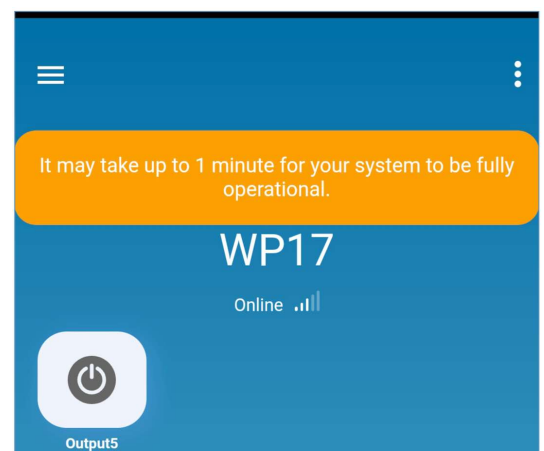 It may take up to 1 minute for your system to be fully
operational.
WP17
Online
Output5